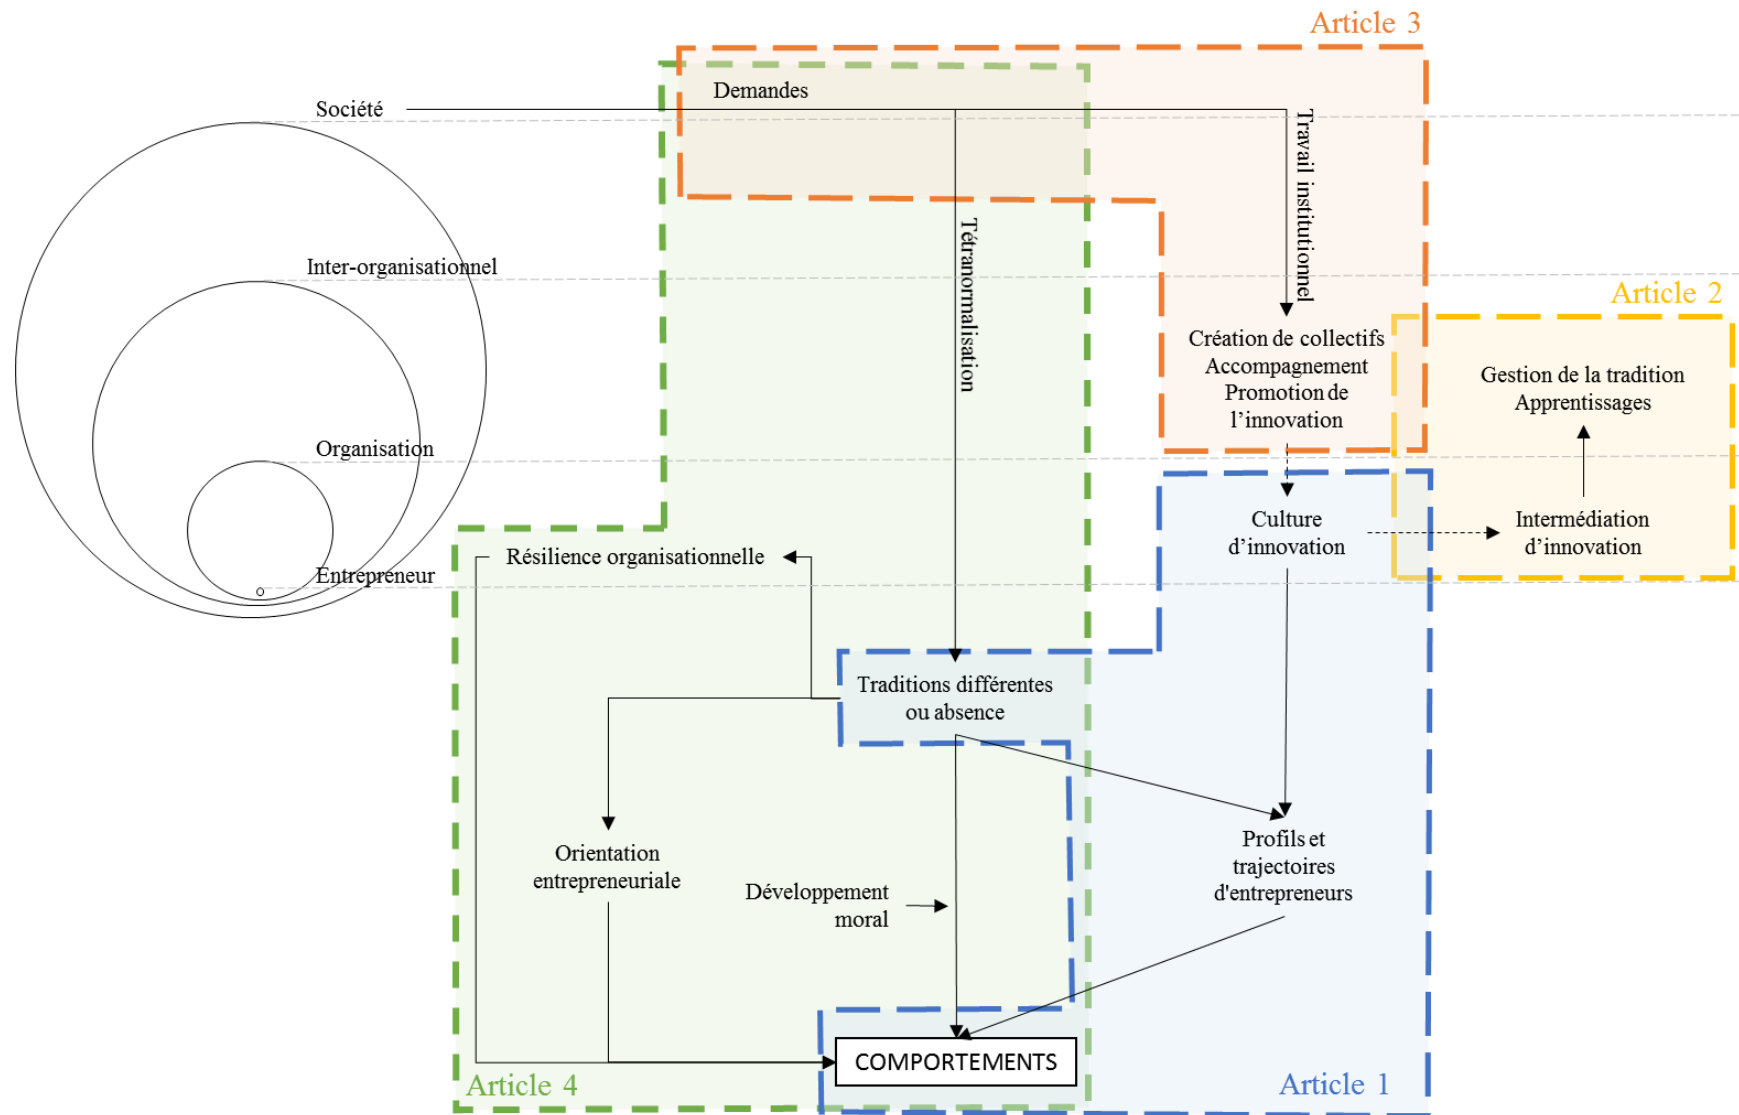 Article 3
Demandes
Société
Travail institutionnel
Tétranormalisation
Inter-organisationnel
Article 2
Création de collectifs
Accompagnement
Promotion de
l’innovation
Gestion de la tradition
Apprentissages
Organisation
Culture
d’innovation
Intermédiation
d’innovation
Résilience organisationnelle
Entrepreneur
Traditions différentes
ou absence
Orientation
entrepreneuriale
Profils et
trajectoires
d'entrepreneurs
Développement
moral
COMPORTEMENTS
Article 4
Article 1